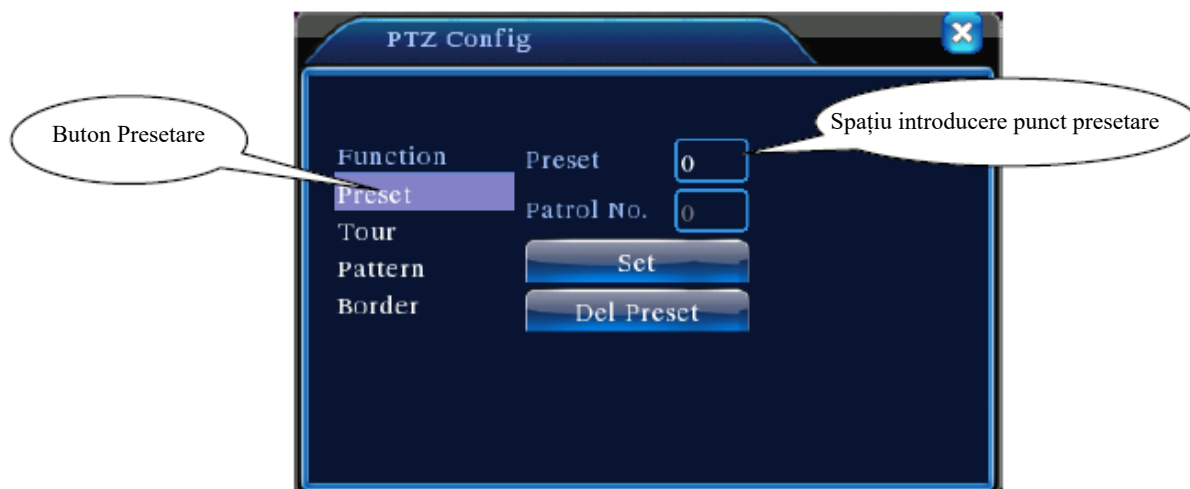 PTZ Config
Buton Presetare
Spațiu introducere punct presetare
Function
Preset
Tour
Pattern
Border
Preset 0
Patrol No. 0
Set
Del Preset